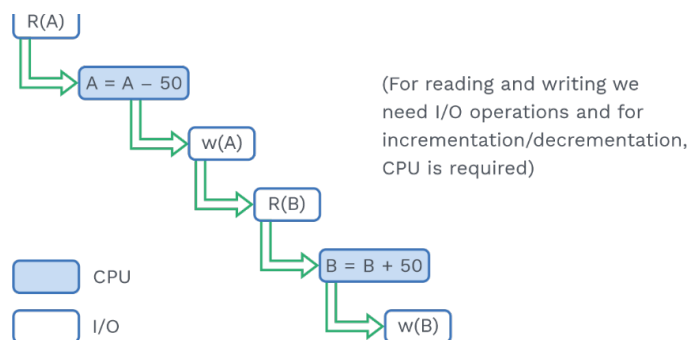 R(A)
A = A – 50
(For reading and writing we
need I/O operations and for
incrementation/decrementation,
CPU is required)
w(A)
R(B)
B = B + 50
w(B)
CPU
I/O